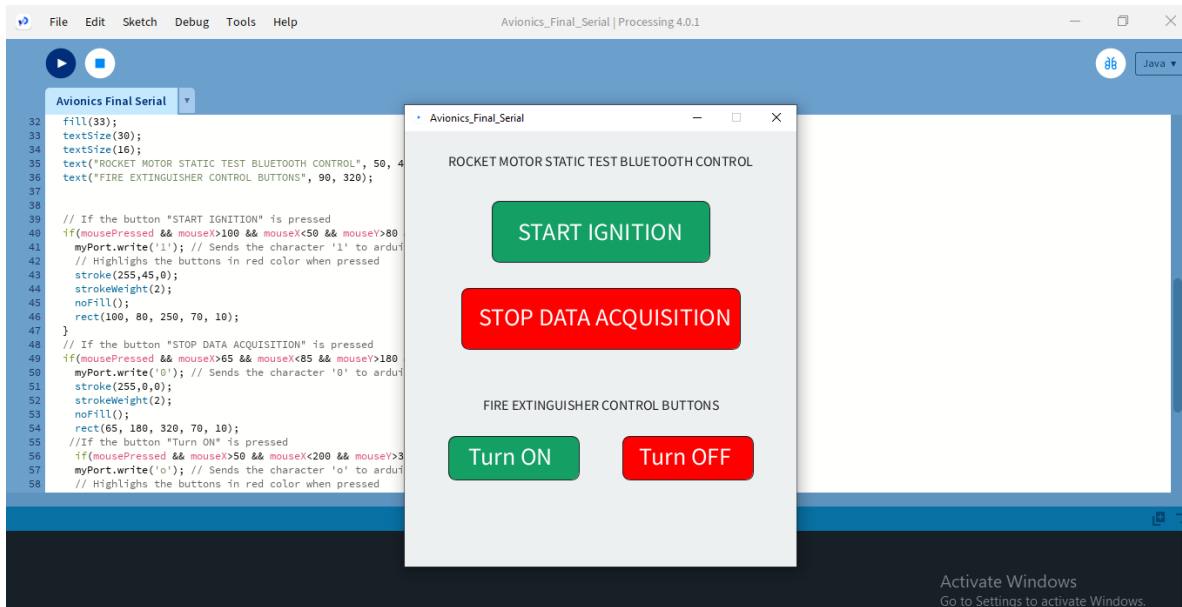 File Edit Sketch Debug Tools Help
Avionics_Final_Serial | Processing 4.0.1
Java
Avionics Final Serial
32 fill(33);
33 textSize(30);
34 textSize(16);
35 text("ROCKET MOTOR STATIC TEST BLUETOOTH CONTROL", 50, 4
36 text("FIRE EXTINGUISHER CONTROL BUTTONS", 90, 320);
37
38
39 // If the button "START IGNITION" is pressed
40 if(mousePressed && mouseX>100 && mouseX<50 && mouseY>80
41 myPort.write('1'); // Sends the character '1' to ardui
42 // Highlighs the buttons in red color when pressed
43 stroke(255,45,0);
44 strokeWeight(2);
45 noFill();
46 rect(100, 80, 250, 70, 10);
47 }
48 // If the button "STOP DATA ACQUISITION" is pressed
49 if(mousePressed && mouseX>65 && mouseX<85 && mouseY>180
50 myPort.write('0'); // Sends the character '0' to ardui
51 stroke(255,0,0);
52 strokeWeight(2);
53 noFill();
54 rect(65, 180, 320, 70, 10);
55 //If the button "Turn ON" is pressed
56 if(mousePressed && mouseX>50 && mouseX<200 && mouseY>3
57 myPort.write('o'); // Sends the character 'o' to ardui
58 // Highlighs the buttons in red color when pressed
Avionics_Final_Serial
ROCKET MOTOR STATIC TEST BLUETOOTH CONTROL
START IGNITION
STOP DATA ACQUISITION
FIRE EXTINGUISHER CONTROL BUTTONS
Turn ON Turn OFF
Activate Windows
Go to Settings to activate Windows.